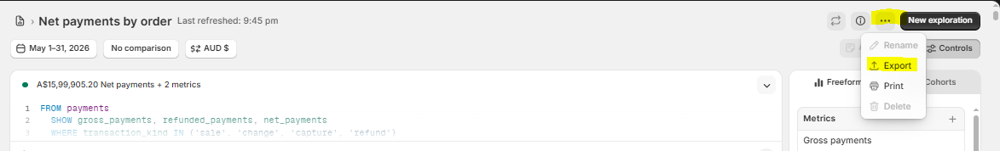 Net payments by order Last refreshed: 9:45 pm
New exploration
May 1–31, 2026 No comparison AUD $
Controls
Rename
Export
Print
Delete
A$15,99,905.20 Net payments + 2 metrics
1 FROM payments
2 SHOW gross_payments, refunded_payments, net_payments
3 WHERE transaction_kind IN ('sale', 'change', 'capture', 'refund')
Freeform
Cohorts
Metrics
Gross payments